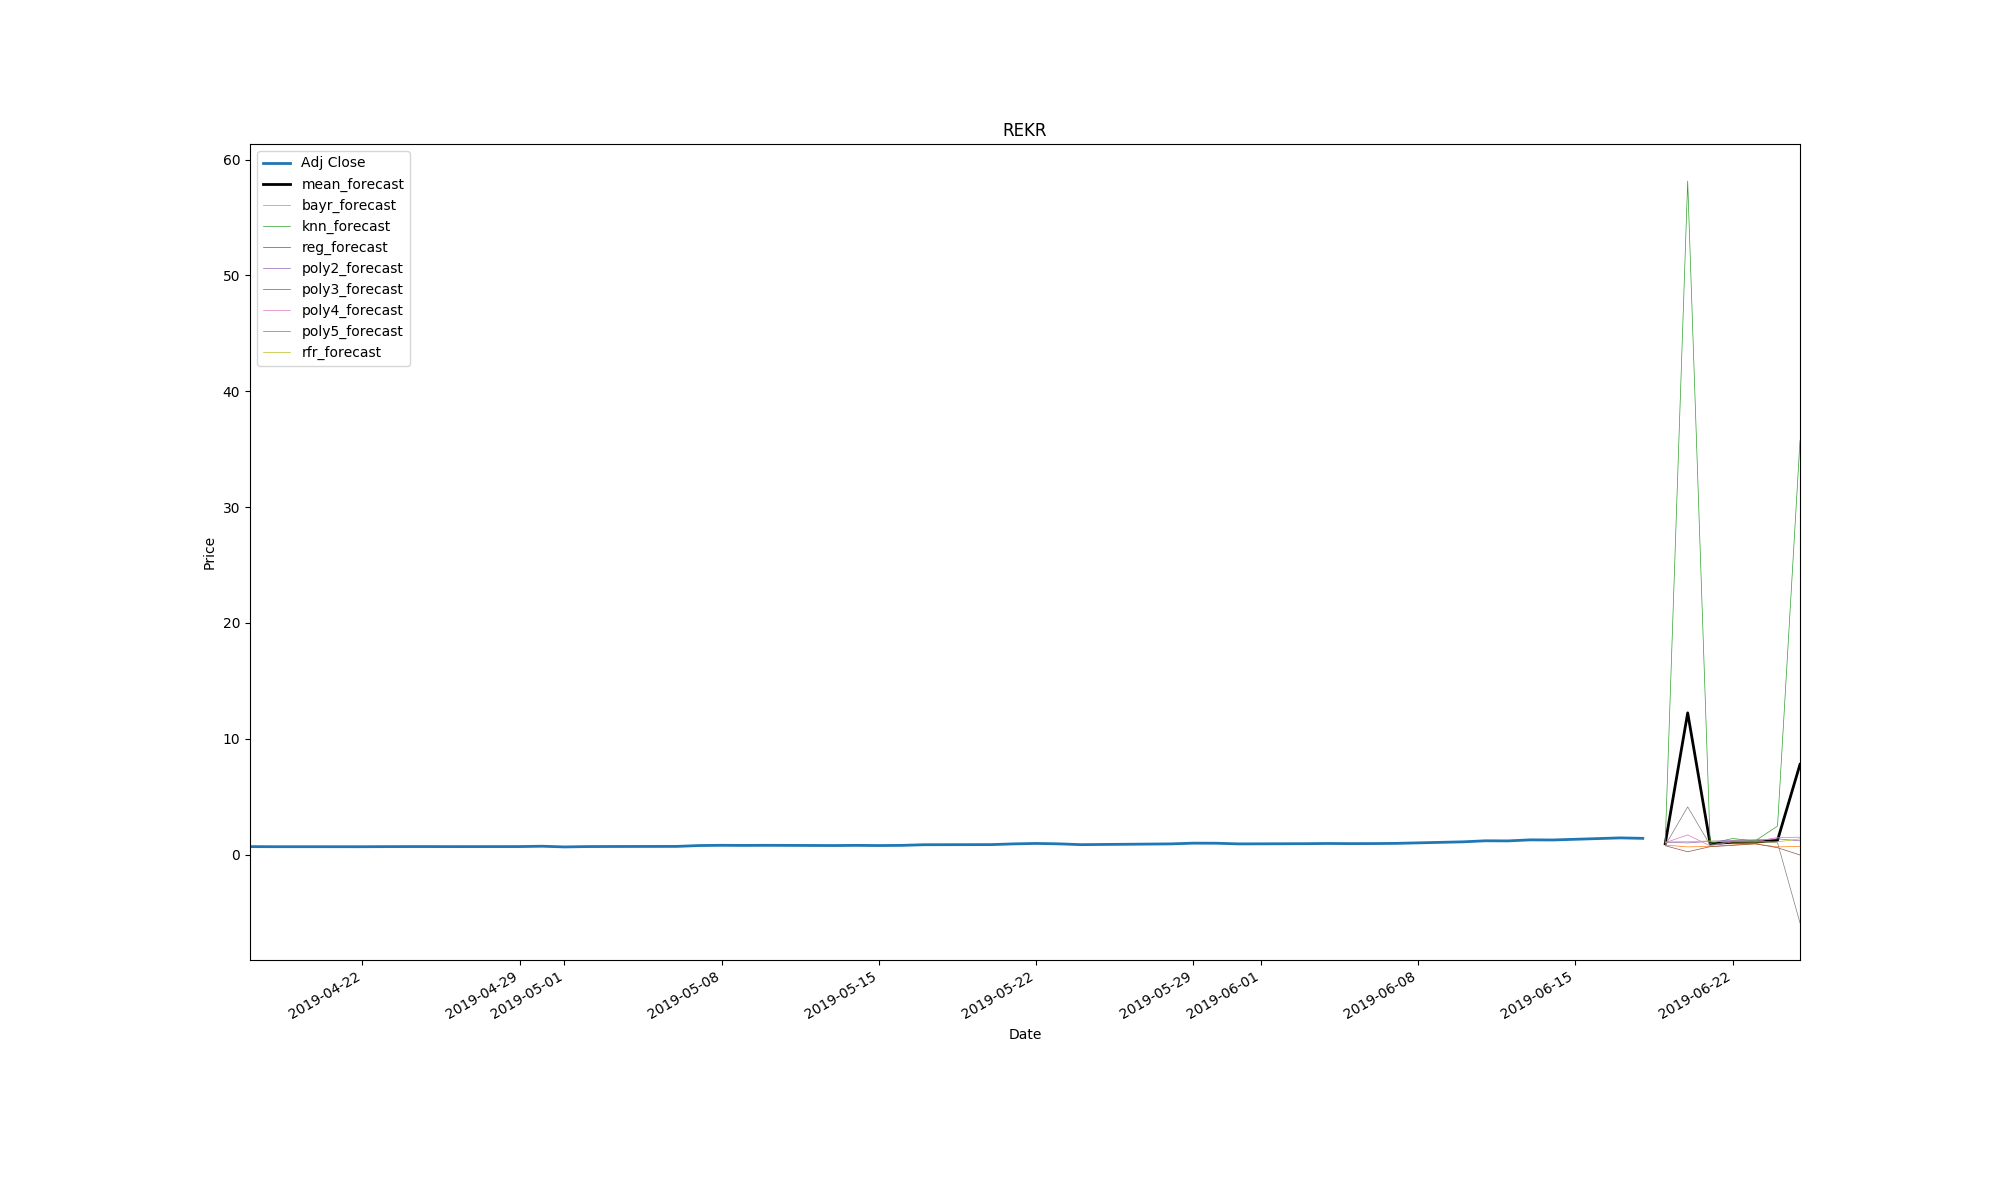 REKR
60
50
40
30
20
10
0
Price
Adj Close
mean_forecast
bayr_forecast
knn_forecast
reg_forecast
poly2_forecast
poly3_forecast
poly4_forecast
poly5_forecast
rfr_forecast
2019-04-22
2019-04-29
2019-05-01
2019-05-08
2019-05-15
2019-05-22
2019-05-29
2019-06-01
2019-06-08
2019-06-15
2019-06-22
Date